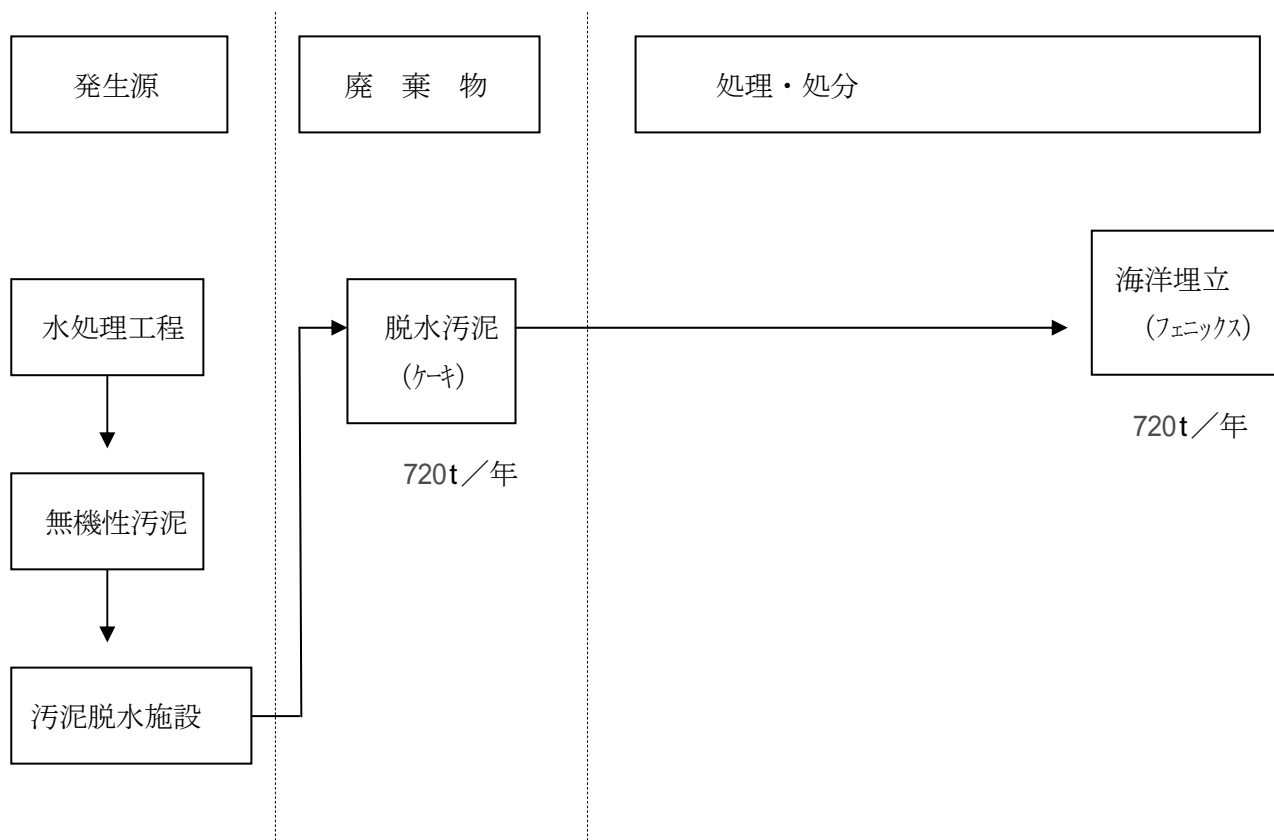 発生源
廃 棄 物
処理・処分
水処理工程
無機性汚泥
汚泥脱水施設
脱水汚泥
(ケーキ)
720t／年
海洋埋立
(フェニックス)
720t／年